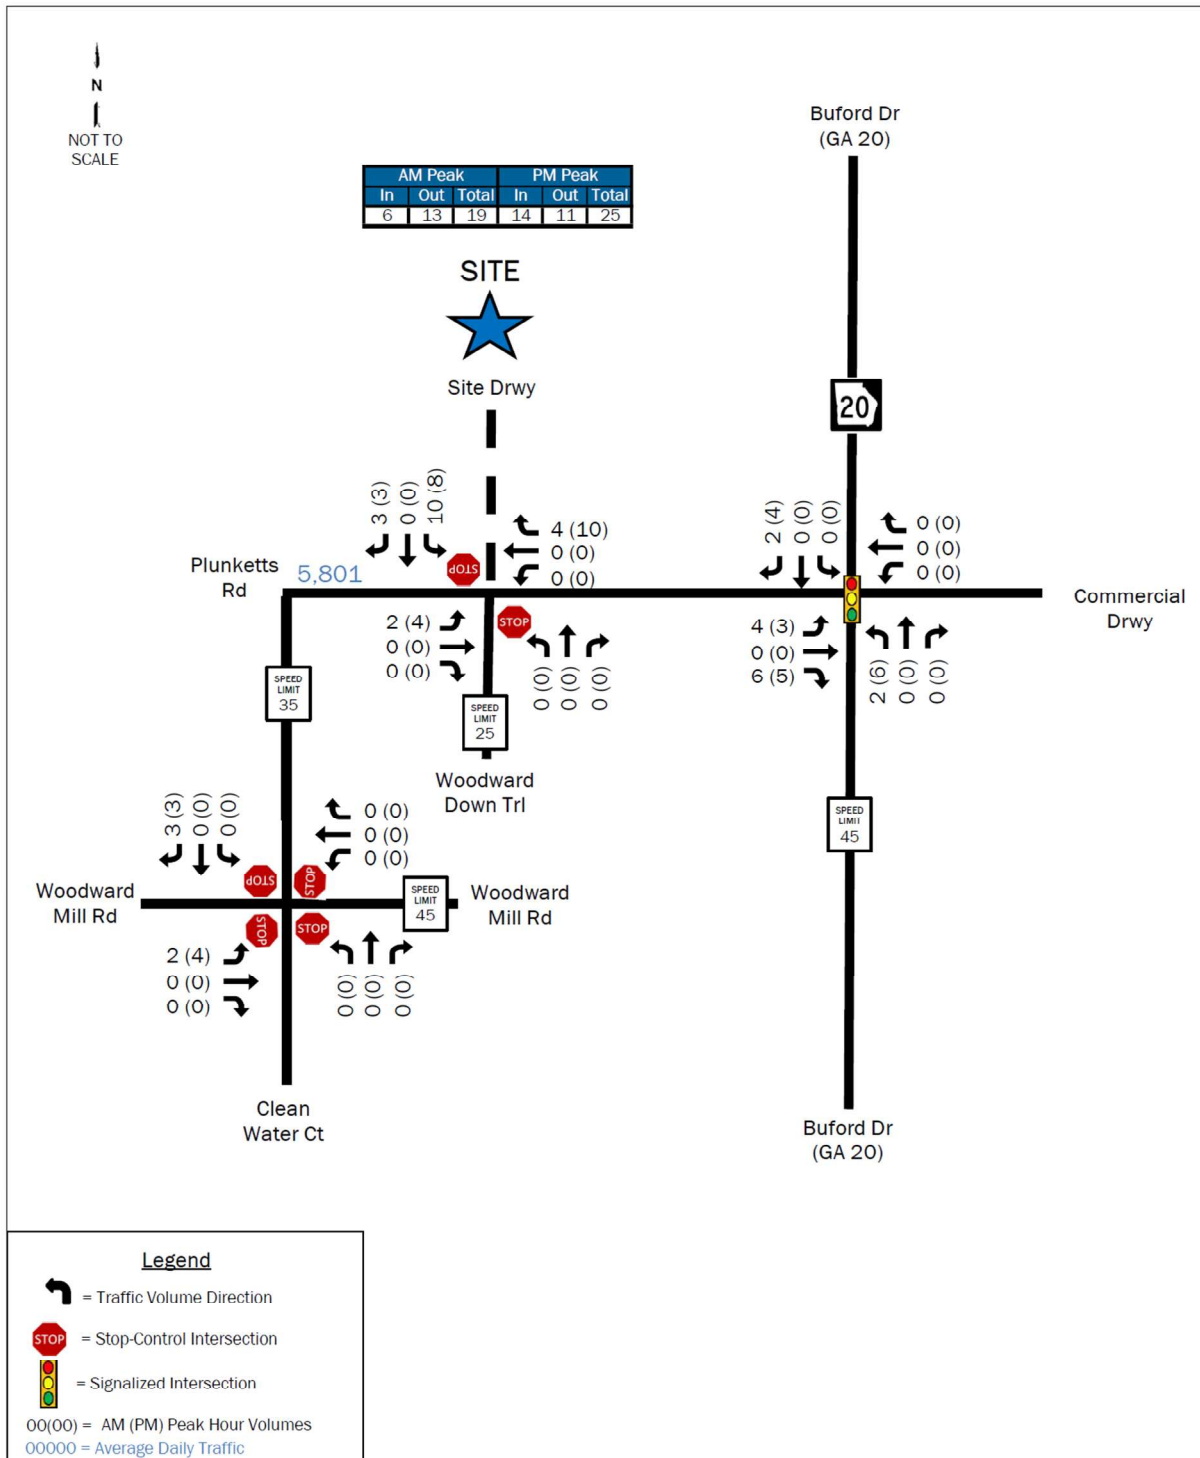 N
NOT TO
SCALE
Buford Dr
(GA 20)
AM Peak PM Peak
In Out Total In Out Total
6 13 19 14 11 25
SITE
Site Drwy
20
3 (3) 0 (0) 10 (8)
4 (10)
0 (0)
0 (0)
2 (4) 0 (0) 0 (0)
0 (0)
0 (0)
0 (0)
Plunketts
Rd
5,801
STOP
STOP
Commercial
Drwy
2 (4)
0 (0)
0 (0)
0 (0) 0 (0) 0 (0)
4 (3)
0 (0)
6 (5)
2 (6) 0 (0) 0 (0)
SPEED
LIMIT
35
SPEED
LIMIT
25
Woodward
Down Trl
SPEED
LIMIT
45
3 (3) 0 (0) 0 (0)
0 (0)
0 (0)
0 (0)
Woodward
Mill Rd
STOP
STOP
STOP
STOP
SPEED
LIMIT
45
Woodward
Mill Rd
2 (4)
0 (0)
0 (0)
0 (0) 0 (0) 0 (0)
Clean
Water Ct
Buford Dr
(GA 20)
Legend
= Traffic Volume Direction
STOP = Stop-Control Intersection
= Signalized Intersection
00(00) = AM (PM) Peak Hour Volumes
00000 = Average Daily Traffic